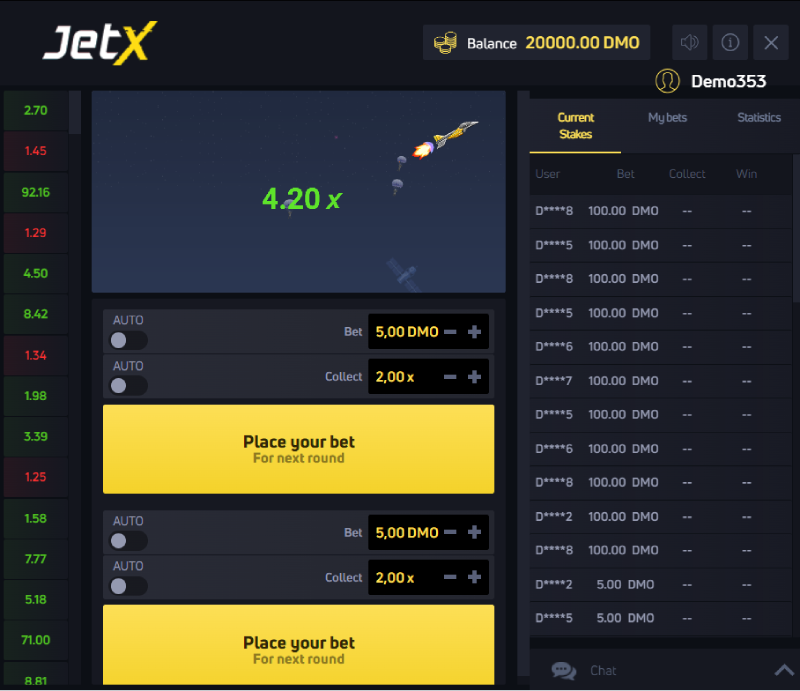 JetX
Balance 20000.00 DMO
Demo353
2.70
1.45
92.16
1.29
4.50
8.42
1.34
1.98
3.39
1.25
1.58
7.77
5.18
71.00
8.81
4.20 x
AUTO
Bet 5,00 DMO
AUTO
Collect 2,00 x
Place your bet
For next round
AUTO
Bet 5,00 DMO
AUTO
Collect 2,00 x
Place your bet
For next round
Current Stakes
My bets
Statistics
User Bet Collect Win
D****8 100.00 DMO -- --
D****5 100.00 DMO -- --
D****8 100.00 DMO -- --
D****5 100.00 DMO -- --
D****6 100.00 DMO -- --
D****7 100.00 DMO -- --
D****5 100.00 DMO -- --
D****6 100.00 DMO -- --
D****8 100.00 DMO -- --
D****2 100.00 DMO -- --
D****8 100.00 DMO -- --
D****2 5.00 DMO -- --
D****5 5.00 DMO -- --
Chat